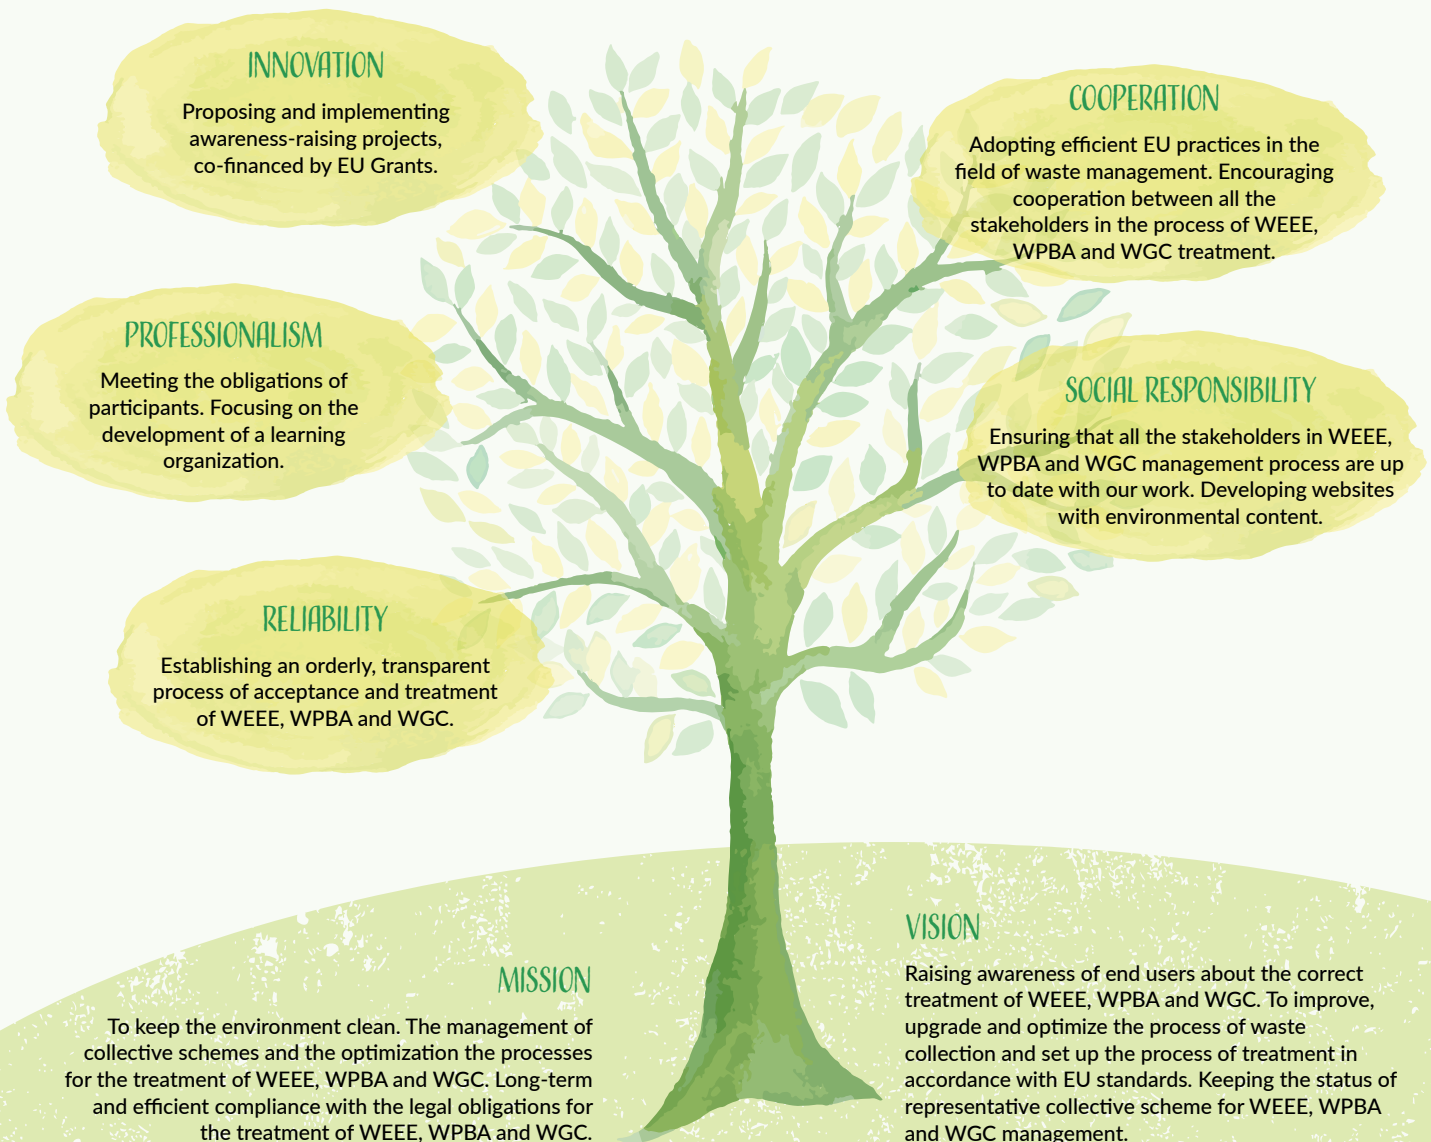 INNOVATION
Proposing and implementing
awareness-raising projects,
co-financed by EU Grants.
COOPERATION
Adopting efficient EU practices in the
field of waste management. Encouraging
cooperation between all the
stakeholders in the process of WEEE,
WPBA and WGC treatment.
PROFESSIONALISM
Meeting the obligations of
participants. Focusing on the
development of a learning
organization.
SOCIAL RESPONSIBILITY
Ensuring that all the stakeholders in WEEE,
WPBA and WGC management process are up
to date with our work. Developing websites
with environmental content.
RELIABILITY
Establishing an orderly, transparent
process of acceptance and treatment
of WEEE, WPBA and WGC.
MISSION
To keep the environment clean. The management of
collective schemes and the optimization the processes
for the treatment of WEEE, WPBA and WGC. Long-term
and efficient compliance with the legal obligations for
the treatment of WEEE, WPBA and WGC.
VISION
Raising awareness of end users about the correct
treatment of WEEE, WPBA and WGC. To improve,
upgrade and optimize the process of waste
collection and set up the process of treatment in
accordance with EU standards. Keeping the status of
representative collective scheme for WEEE, WPBA
and WGC management.